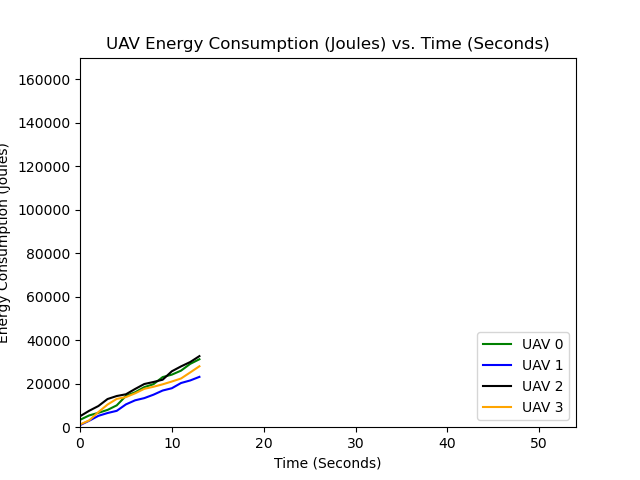 UAV Energy Consumption (Joules) vs. Time (Seconds)
160000
140000
120000
100000
80000
60000
40000
20000
0
Energy Consumption (Joules)
0 10 20 30 40 50
Time (Seconds)
UAV 0
UAV 1
UAV 2
UAV 3